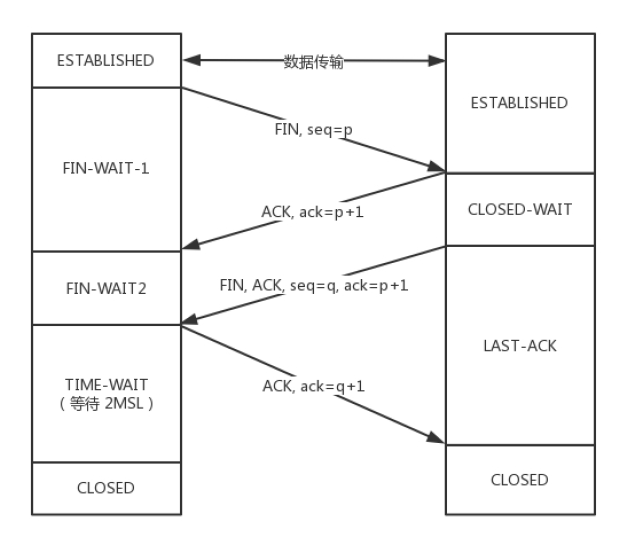 ESTABLISHED
数据传输
ESTABLISHED
FIN, seq=p
FIN-WAIT-1
ACK, ack=p+1
CLOSED-WAIT
FIN-WAIT2
FIN, ACK, seq=q, ack=p+1
LAST-ACK
TIME-WAIT
（等待 2MSL）
ACK, ack=q+1
CLOSED
CLOSED